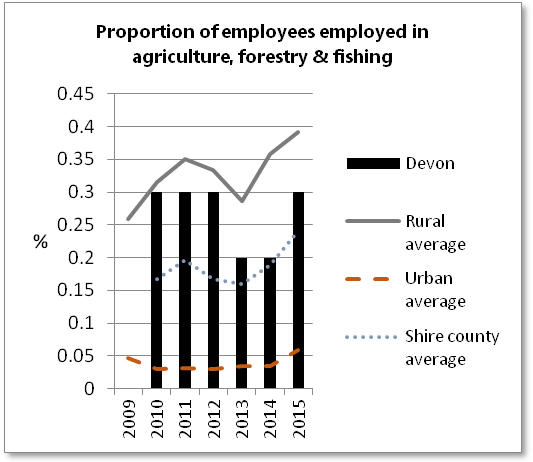 Proportion of employees employed in
agriculture, forestry & fishing
0.45
0.4
0.35
0.3
0.25
0.2
0.15
0.1
0.05
0
%
2009
2010
2011
2012
2013
2014
2015
Devon
Rural
average
Urban
average
Shire county
average